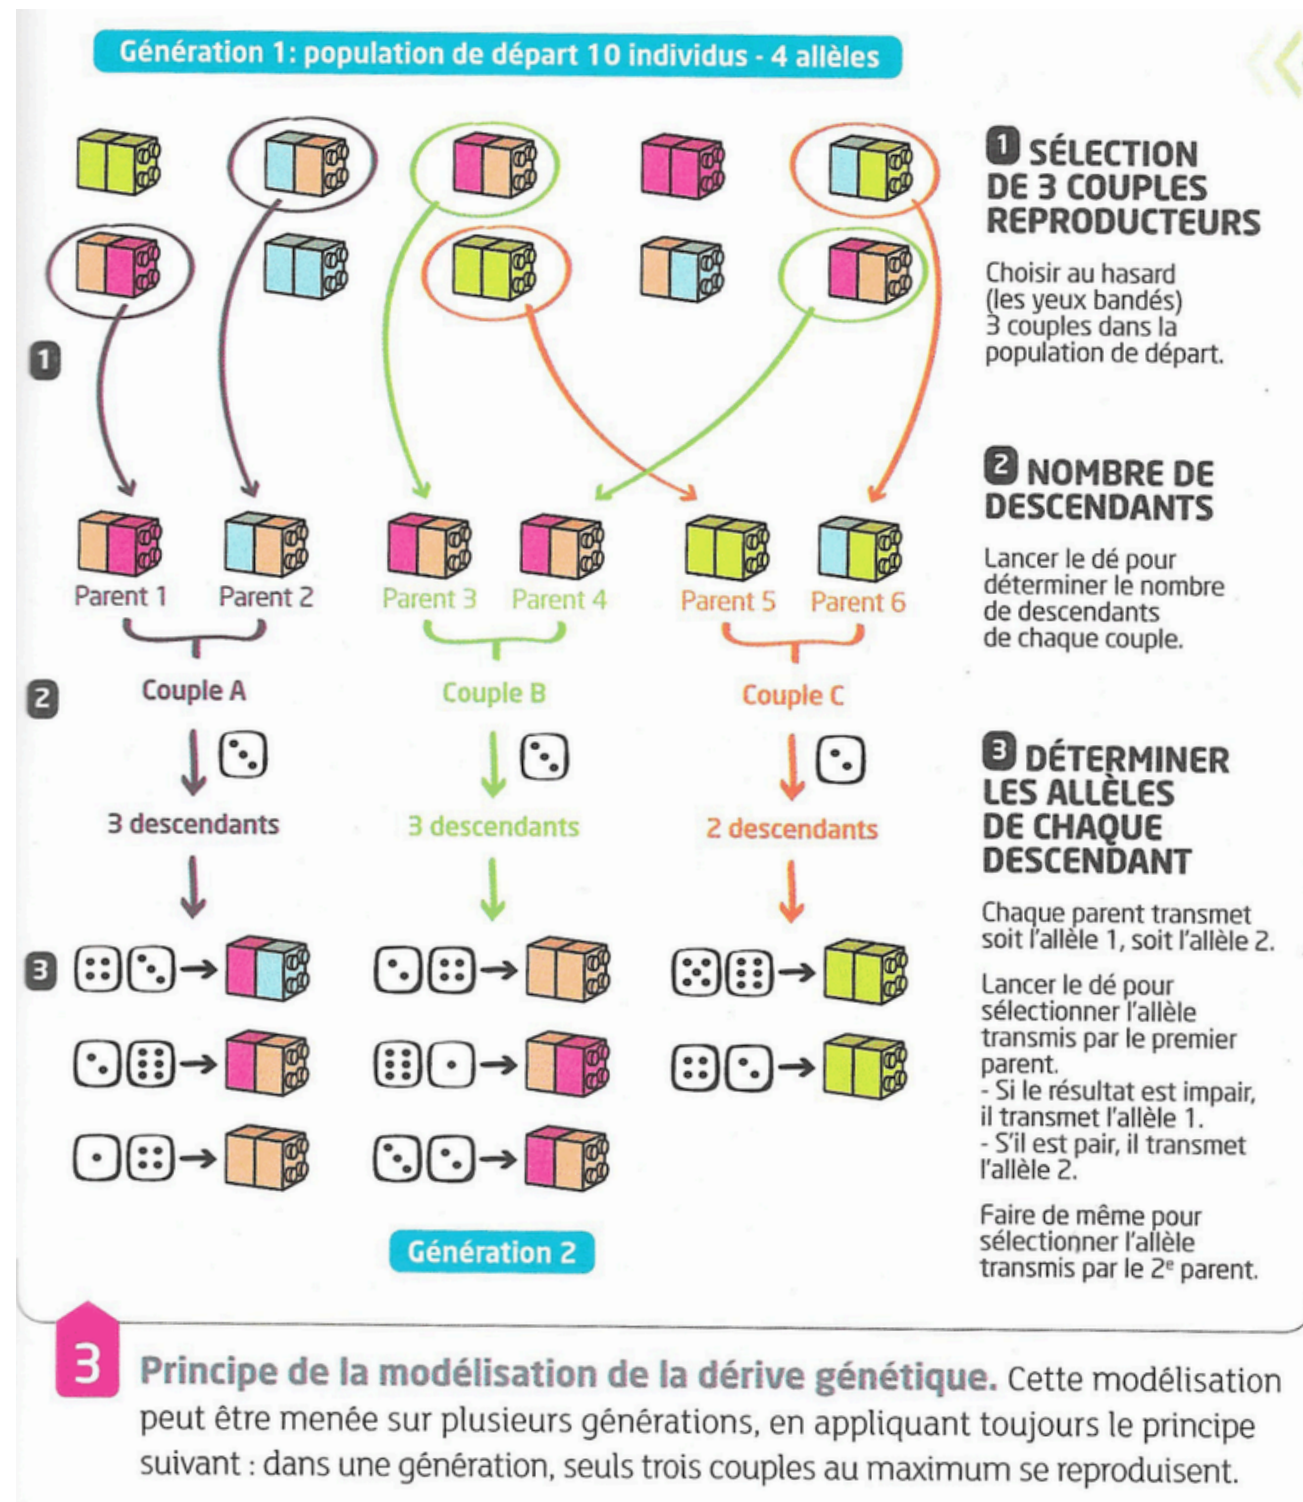 Génération 1: population de départ 10 individus - 4 allèles
1 SÉLECTION
DE 3 COUPLES
REPRODUCTEURS
Choisir au hasard
(les yeux bandés)
3 couples dans la
population de départ.
1
Parent 1
Parent 2
Parent 3
Parent 4
Parent 5
Parent 6
2 NOMBRE DE
DESCENDANTS
Lancer le dé pour
déterminer le nombre
de descendants
de chaque couple.
2
Couple A
Couple B
Couple C
3 descendants
3 descendants
2 descendants
3 DÉTERMINER
LES ALLÈLES
DE CHAQUE
DESCENDANT
Chaque parent transmet
soit l'allèle 1, soit l'allèle 2.
Lancer le dé pour
sélectionner l'allèle
transmis par le premier
parent.
- Si le résultat est impair,
il transmet l'allèle 1.
- S'il est pair, il transmet
l'allèle 2.
Faire de même pour
sélectionner l'allèle
transmis par le 2e parent.
3
Génération 2
3
Principe de la modélisation de la dérive génétique. Cette modélisation
peut être menée sur plusieurs générations, en appliquant toujours le principe
suivant : dans une génération, seuls trois couples au maximum se reproduisent.